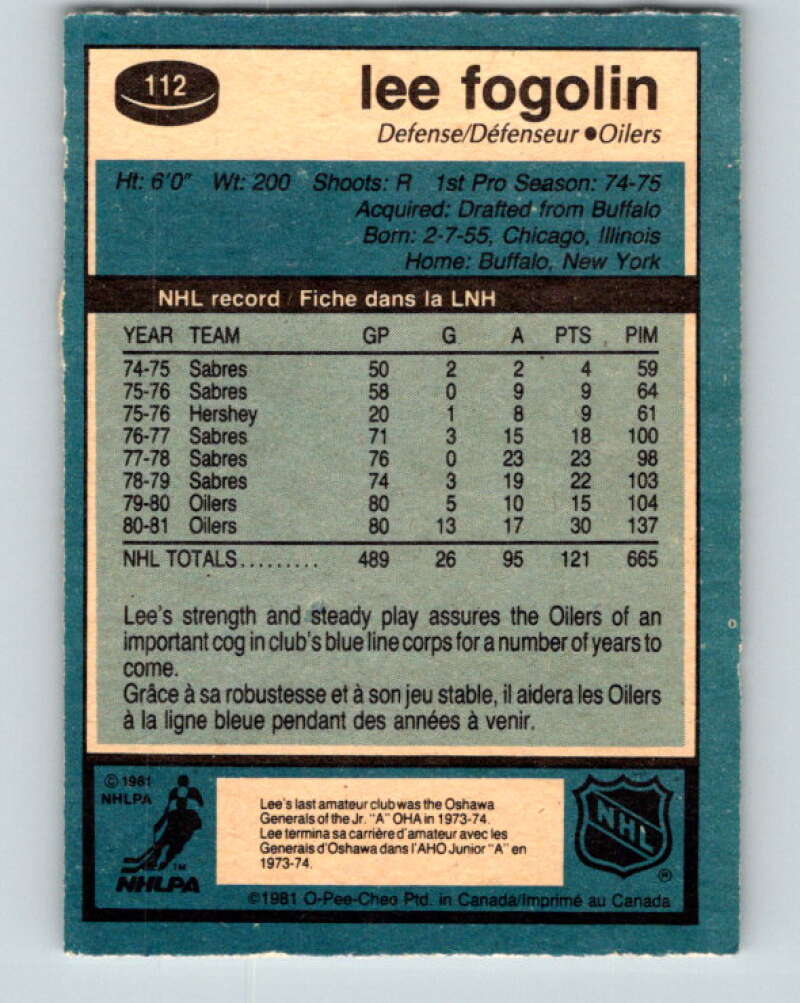 112
lee fogolin
Defense/Défenseur ●Oilers
Ht: 6'0" Wt: 200 Shoots: R 1st Pro Season: 74-75
Acquired: Drafted from Buffalo
Born: 2-7-55, Chicago, Illinois
Home: Buffalo, New York
NHL record / Fiche dans la LNH
YEAR TEAM GP G A PTS PIM
74-75 Sabres 50 2 2 4 59
75-76 Sabres 58 0 9 9 64
75-76 Hershey 20 1 8 9 61
76-77 Sabres 71 3 15 18 100
77-78 Sabres 76 0 23 23 98
78-79 Sabres 74 3 19 22 103
79-80 Oilers 80 5 10 15 104
80-81 Oilers 80 13 17 30 137
NHL TOTALS......... 489 26 95 121 665
Lee's strength and steady play assures the Oilers of an
important cog in club's blue line corps for a number of years to
come.
Grâce à sa robustesse et à son jeu stable, il aidera les Oilers
à la ligne bleue pendant des années à venir.
©1981
NHLPA
TM
NHLPA
Lee's last amateur club was the Oshawa
Generals of the Jr. "A" OHA in 1973-74.
Lee termina sa carrière d'amateur avec les
Generals d'Oshawa dans l'AHO Junior "A" en
1973-74.
NHL
®
©1981 O-Pee-Chee Ptd. in Canada/Imprimé au Canada